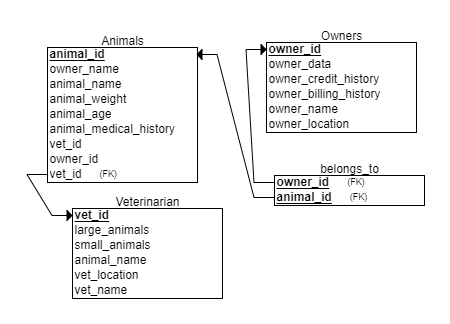 Animals
animal_id
owner_name
animal_name
animal_weight
animal_age
animal_medical_history
vet_id
owner_id
vet_id (FK)
Owners
owner_id
owner_data
owner_credit_history
owner_billing_history
owner_name
owner_location
belongs_to
owner_id (FK)
animal_id (FK)
Veterinarian
vet_id
large_animals
small_animals
animal_name
vet_location
vet_name